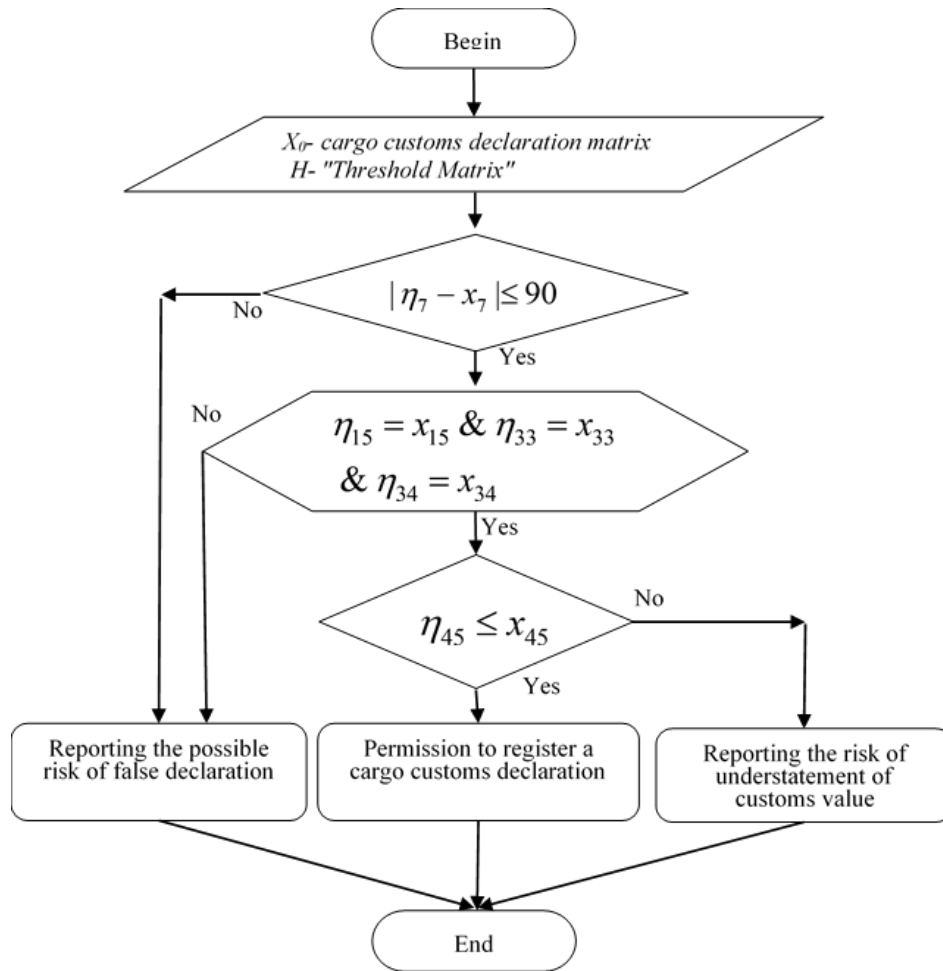 Begin
X₀- cargo customs declaration matrix
H- "Threshold Matrix"
| η₇ − x₇ |≤ 90
No
Yes
No
η₁₅ = x₁₅ & η₃₃ = x₃₃
& η₃₄ = x₃₄
Yes
No
η₄₅ ≤ x₄₅
Yes
Reporting the possible
risk of false declaration
Permission to register a
cargo customs declaration
Reporting the risk of
understatement of
customs value
End